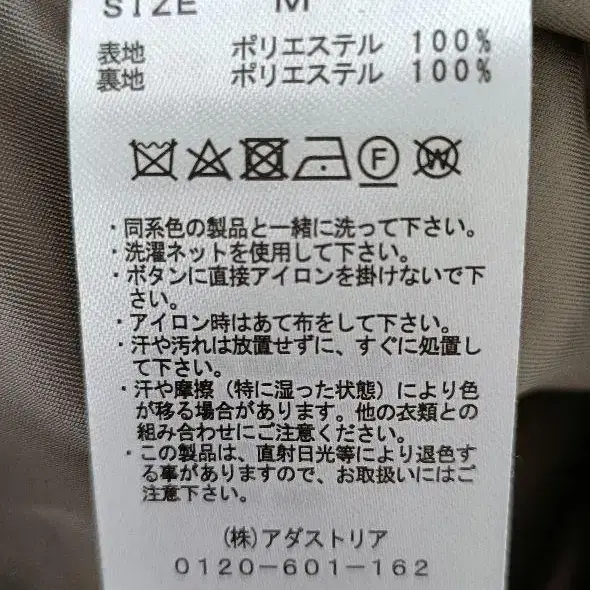 SIZE M
表地 ポリエステル 100%
裏地 ポリエステル 100%
F W
・同系色の製品と一緒に洗って下さい。
・洗濯ネットを使用して下さい。
・ボタンに直接アイロンを掛けないで下
さい。
・アイロン時はあて布をして下さい。
・汗や汚れは放置せずに、すぐに処置し
て下さい。
・汗や摩擦（特に湿った状態）により色
が移る場合があります。他の衣類との
組み合わせにご注意ください。
・この製品は、直射日光等により退色す
る事がありますので、お取扱いにはご
注意下さい。
(株)アダストリア
0120-601-162